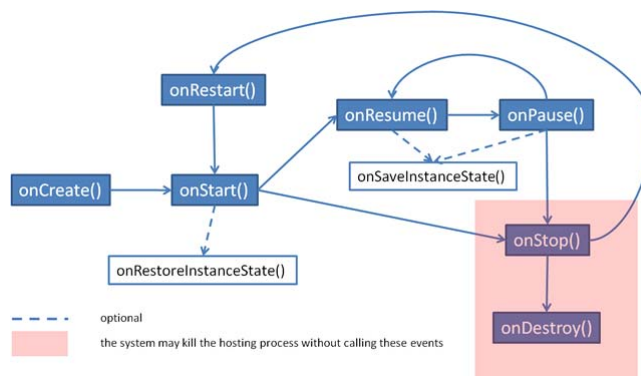 onRestart()
onResume()
onPause()
onSaveInstanceState()
onCreate()
onStart()
onStop()
onRestoreInstanceState()
optional
onDestroy()
the system may kill the hosting process without calling these events